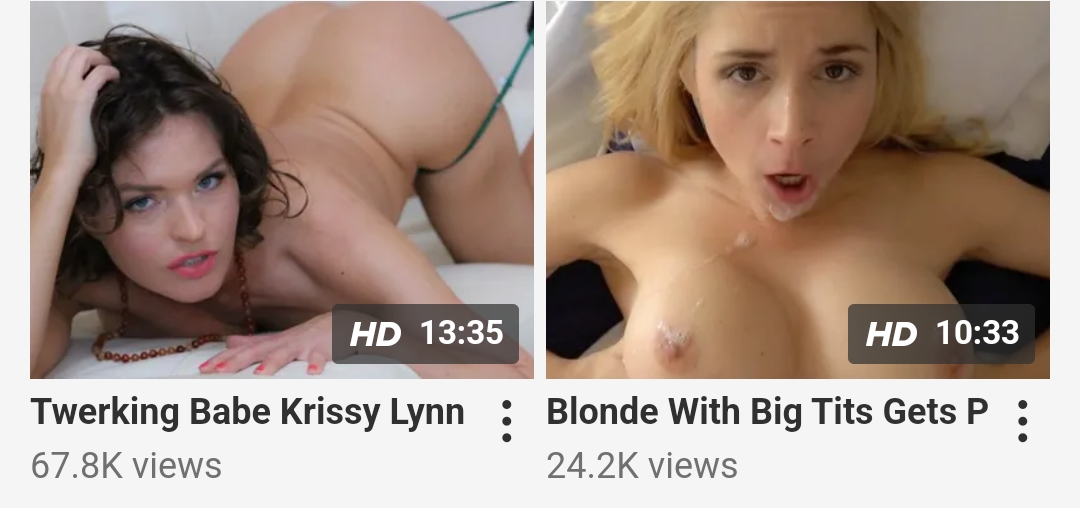 HD 13:35
HD 10:33
Twerking Babe Krissy Lynn
67.8K views
Blonde With Big Tits Gets P
24.2K views